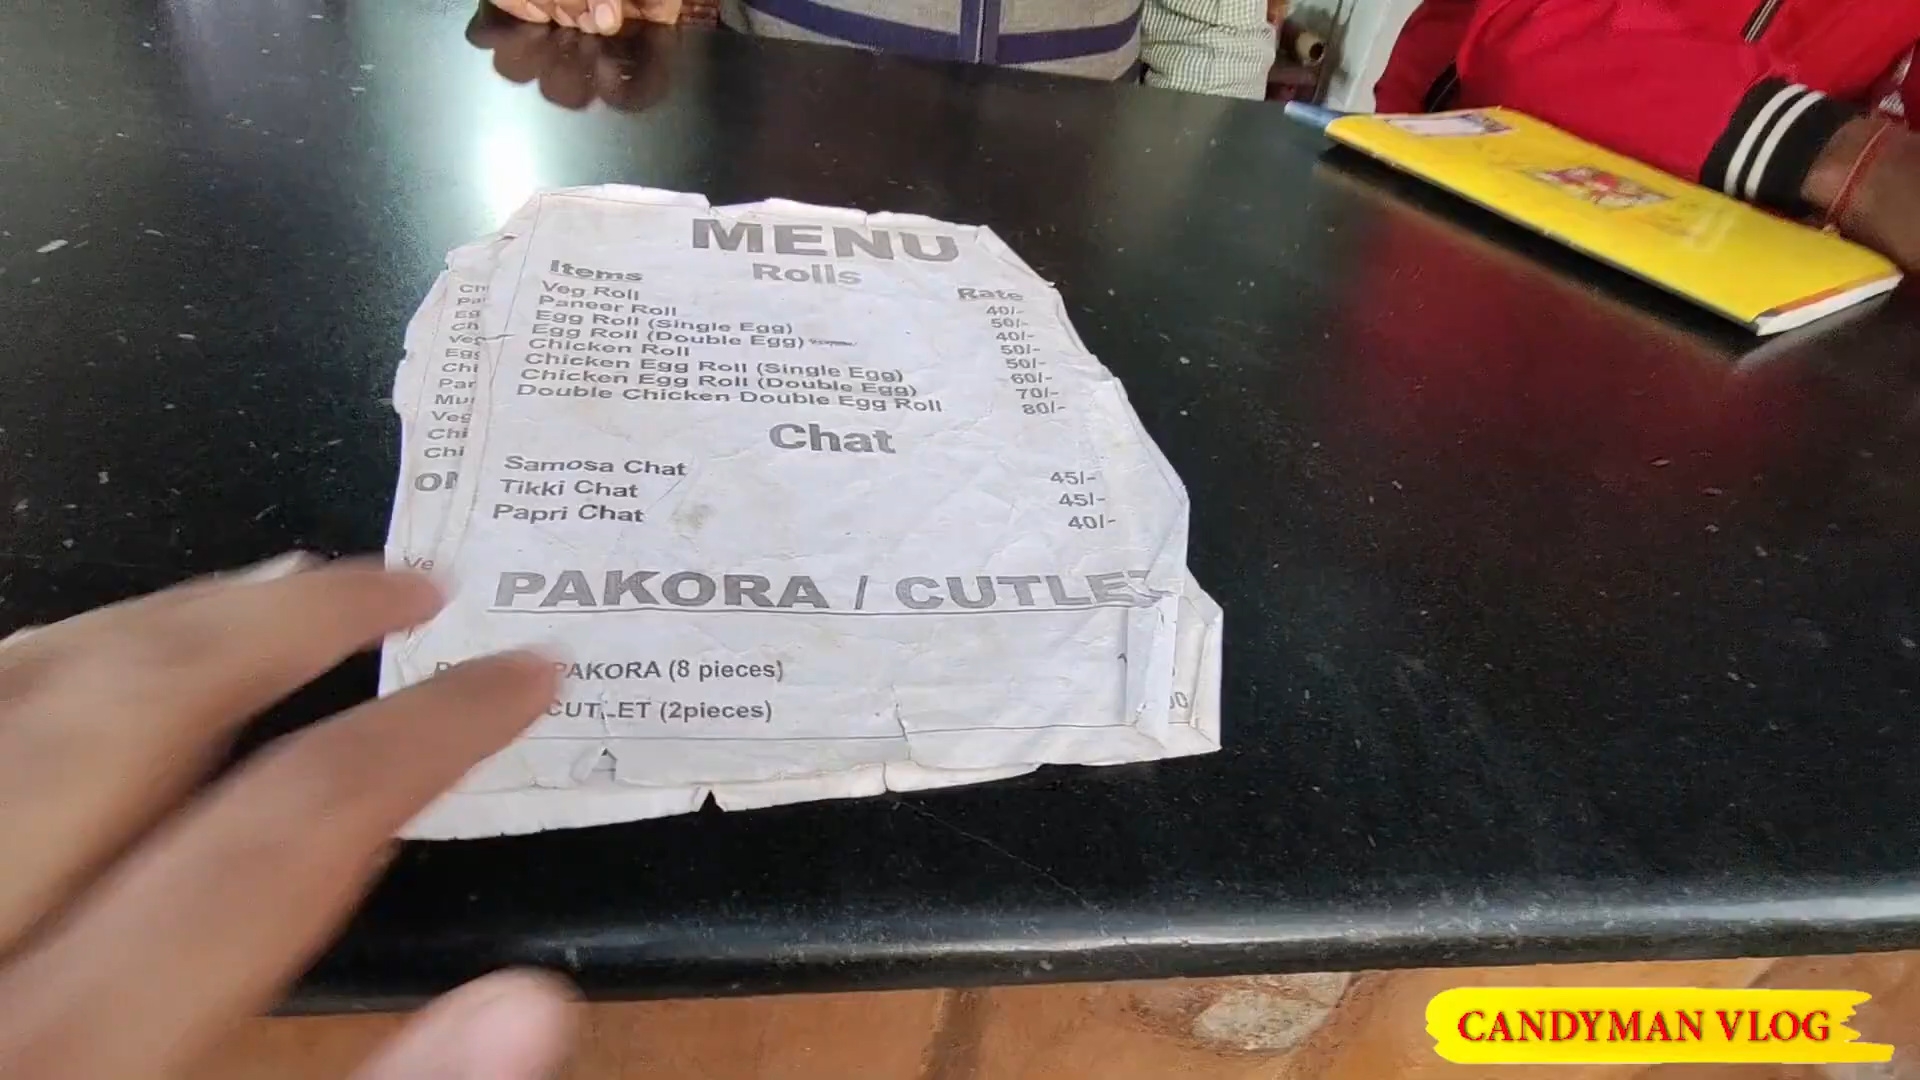 MENU
Rolls
Items Rate
Veg Roll 40/-
Paneer Roll 50/-
Egg Roll (Single Egg) 40/-
Egg Roll (Double Egg) 50/-
Chicken Roll 50/-
Chicken Egg Roll (Single Egg) 60/-
Chicken Egg Roll (Double Egg) 70/-
Double Chicken Double Egg Roll 80/-
Chat
Samosa Chat 45/-
Tikki Chat 45/-
Papri Chat 40/-
PAKORA / CUTLET
PAKORA (8 pieces)
CUTLET (2pieces)
CANDYMAN VLOG